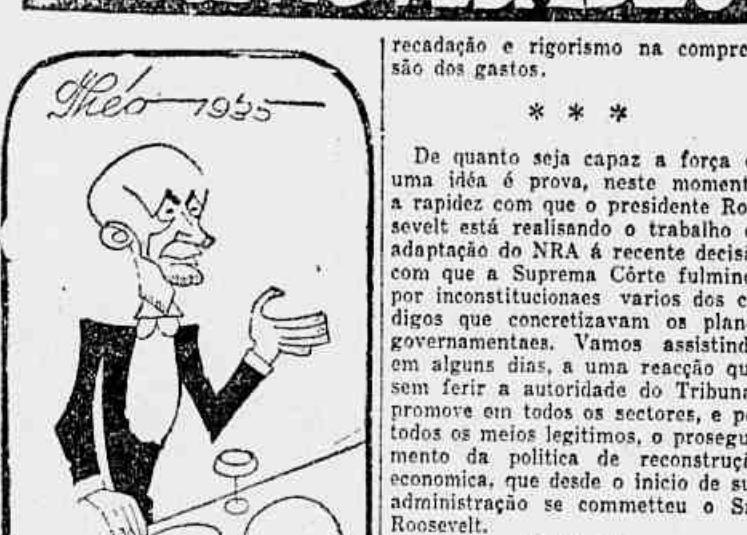 Théo 1935
recadação e rigorismo na compre
são dos gastos.
* * *
De quanto seja capaz a força
uma idéa é prova, neste moment
a rapidez com que o presidente Ro
sevelt está realisando o trabalho
adaptação do NRA á recente decis
com que a Suprema Côrte fulmin
por inconstitucionaes varios dos c
digos que concretizavam os plan
governamentaes. Vamos assistind
em alguns dias, a uma reacção qu
sem ferir a autoridade do Tribuna
promove em todos os sectores, e p
todos os meios legitimos, o prosegu
mento da politica de reconstruç
economica, que desde o inicio de su
administração se commetteu o S
Roosevelt.